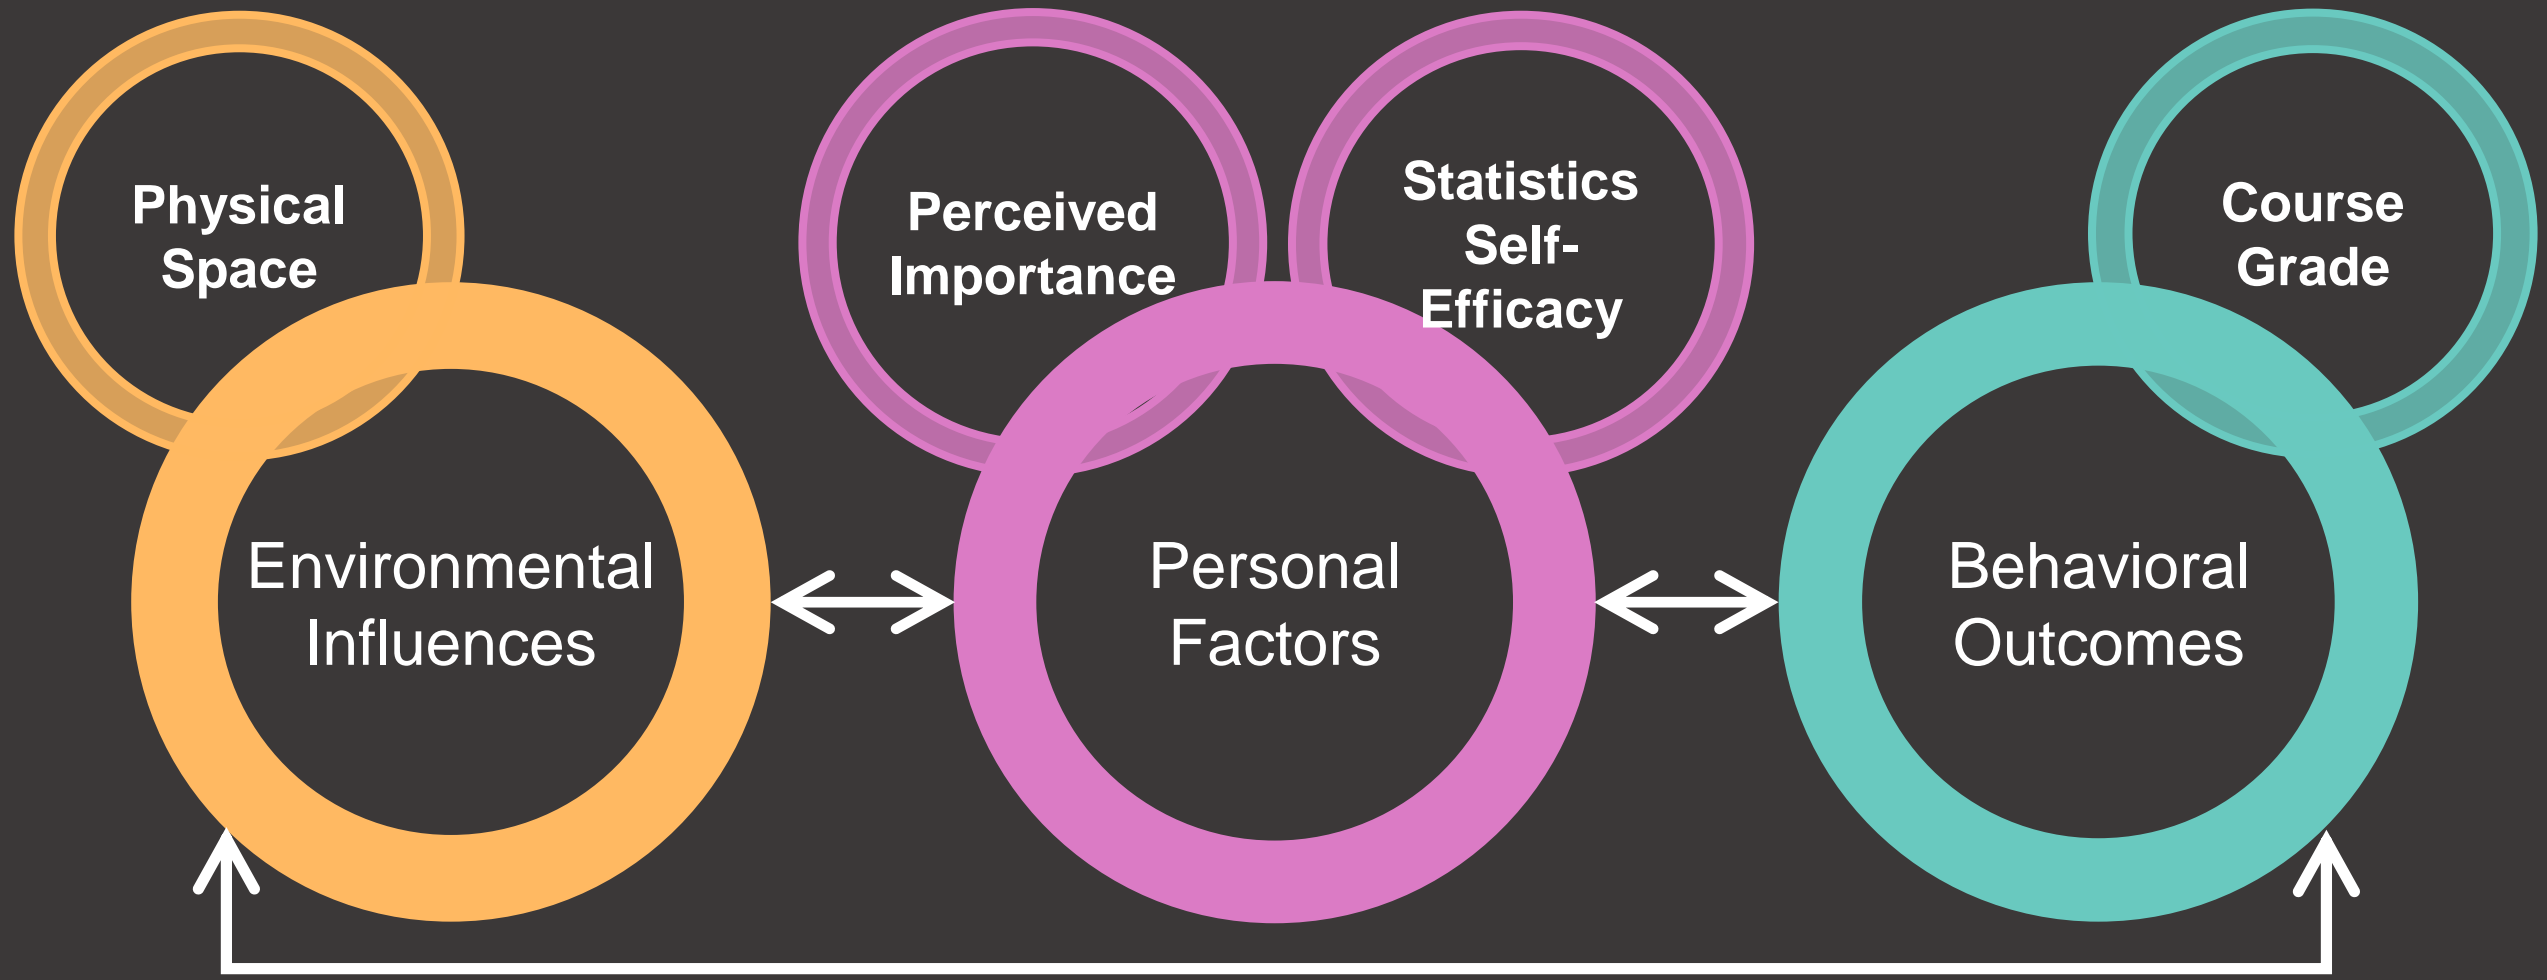 Physical
Space
Perceived
Importance
Statistics
Self-
Efficacy
Course
Grade
Environmental
Influences
Personal
Factors
Behavioral
Outcomes